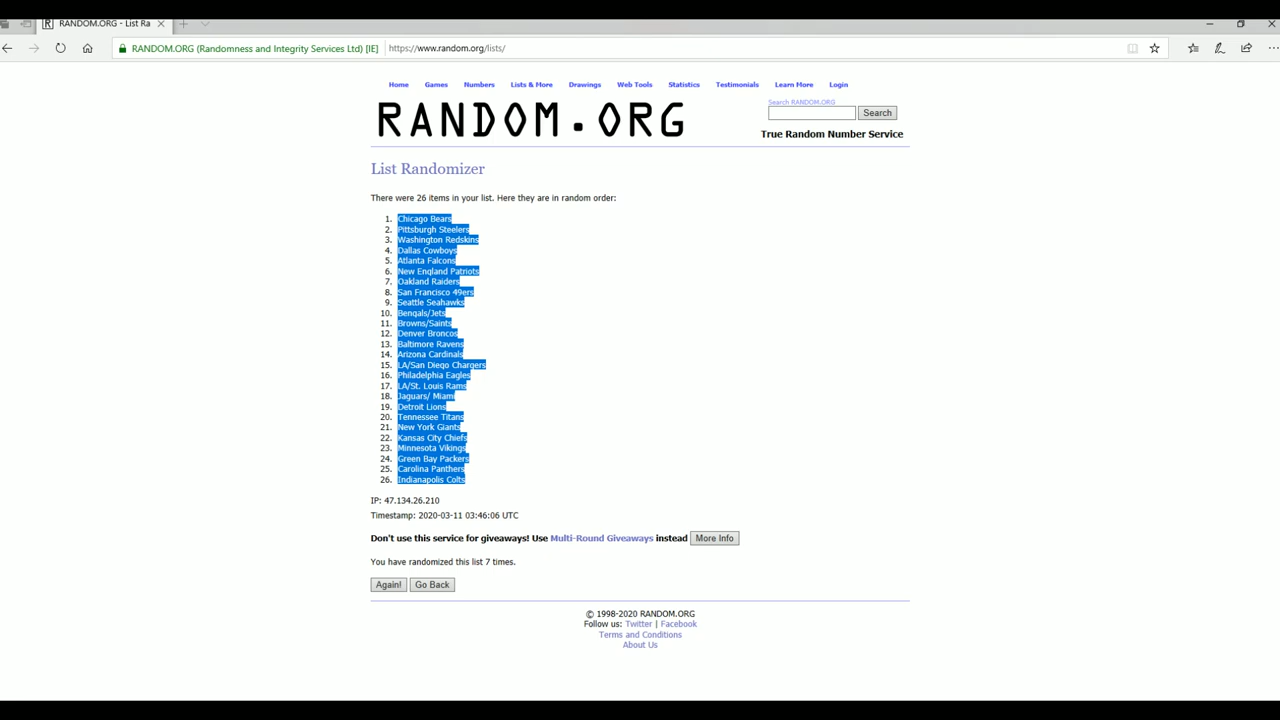 RANDOM.ORG - List Ra
RANDOM.ORG (Randomness and Integrity Services Ltd) [IE] https://www.random.org/lists/
Home Games Numbers Lists & More Drawings Web Tools Statistics Testimonials Learn More Login
RANDOM.ORG
Search RANDOM.ORG
Search
True Random Number Service
List Randomizer
There were 26 items in your list. Here they are in random order:
1. Chicago Bears
2. Pittsburgh Steelers
3. Washington Redskins
4. Dallas Cowboys
5. Atlanta Falcons
6. New England Patriots
7. Oakland Raiders
8. San Francisco 49ers
9. Seattle Seahawks
10. Bengals/Jets
11. Browns/Saints
12. Denver Broncos
13. Baltimore Ravens
14. Arizona Cardinals
15. LA/San Diego Chargers
16. Philadelphia Eagles
17. LA/St. Louis Rams
18. Jaguars/ Miami
19. Detroit Lions
20. Tennessee Titans
21. New York Giants
22. Kansas City Chiefs
23. Minnesota Vikings
24. Green Bay Packers
25. Carolina Panthers
26. Indianapolis Colts
IP: 47.134.26.210
Timestamp: 2020-03-11 03:46:06 UTC
Don't use this service for giveaways! Use Multi-Round Giveaways instead More Info
You have randomized this list 7 times.
Again! Go Back
© 1998-2020 RANDOM.ORG
Follow us: Twitter | Facebook
Terms and Conditions
About Us